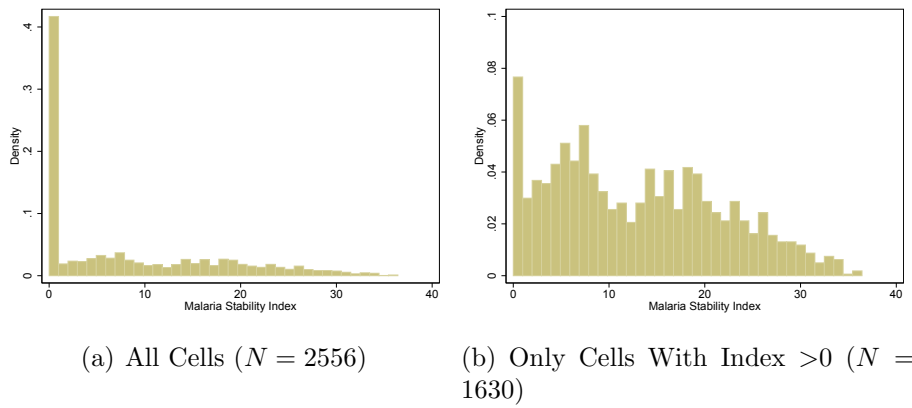 .4
.3
.2
.1
0
Density
0 10 20 30 40
Malaria Stability Index
(a) All Cells (N = 2556)
.1
.08
.06
.04
.02
0
Density
0 10 20 30 40
Malaria Stability Index
(b) Only Cells With Index >0 (N =
1630)